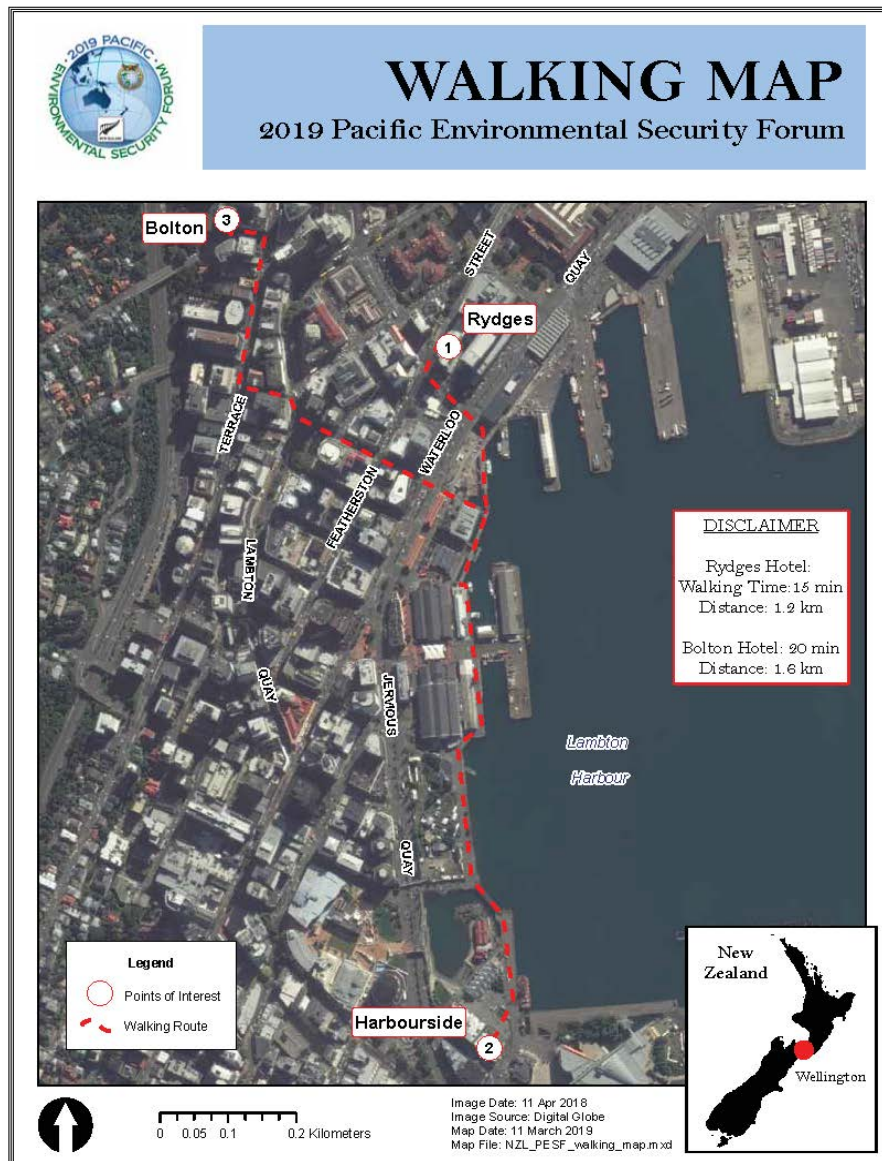 2019 PACIFIC
ENVIRONMENTAL SECURITY FORUM
WALKING MAP
2019 Pacific Environmental Security Forum
Bolton
3
STREET
QUAY
Rydges
1
TERRACE
WATERLOO
FEATHERSTON
LAMBTON
QUAY
JERVIOUS
QUAY
DISCLAIMER
Rydges Hotel:
Walking Time: 15 min
Distance: 1.2 km
Bolton Hotel: 20 min
Distance: 1.6 km
Lambton
Harbour
Legend
Points of Interest
Walking Route
Harbourside
2
New
Zealand
Wellington
0 0.05 0.1 0.2 Kilometers
Image Date: 11 Apr 2018
Image Source: Digital Globe
Map Date: 11 March 2019
Map File: NZL_PESF_walking_map.mxd